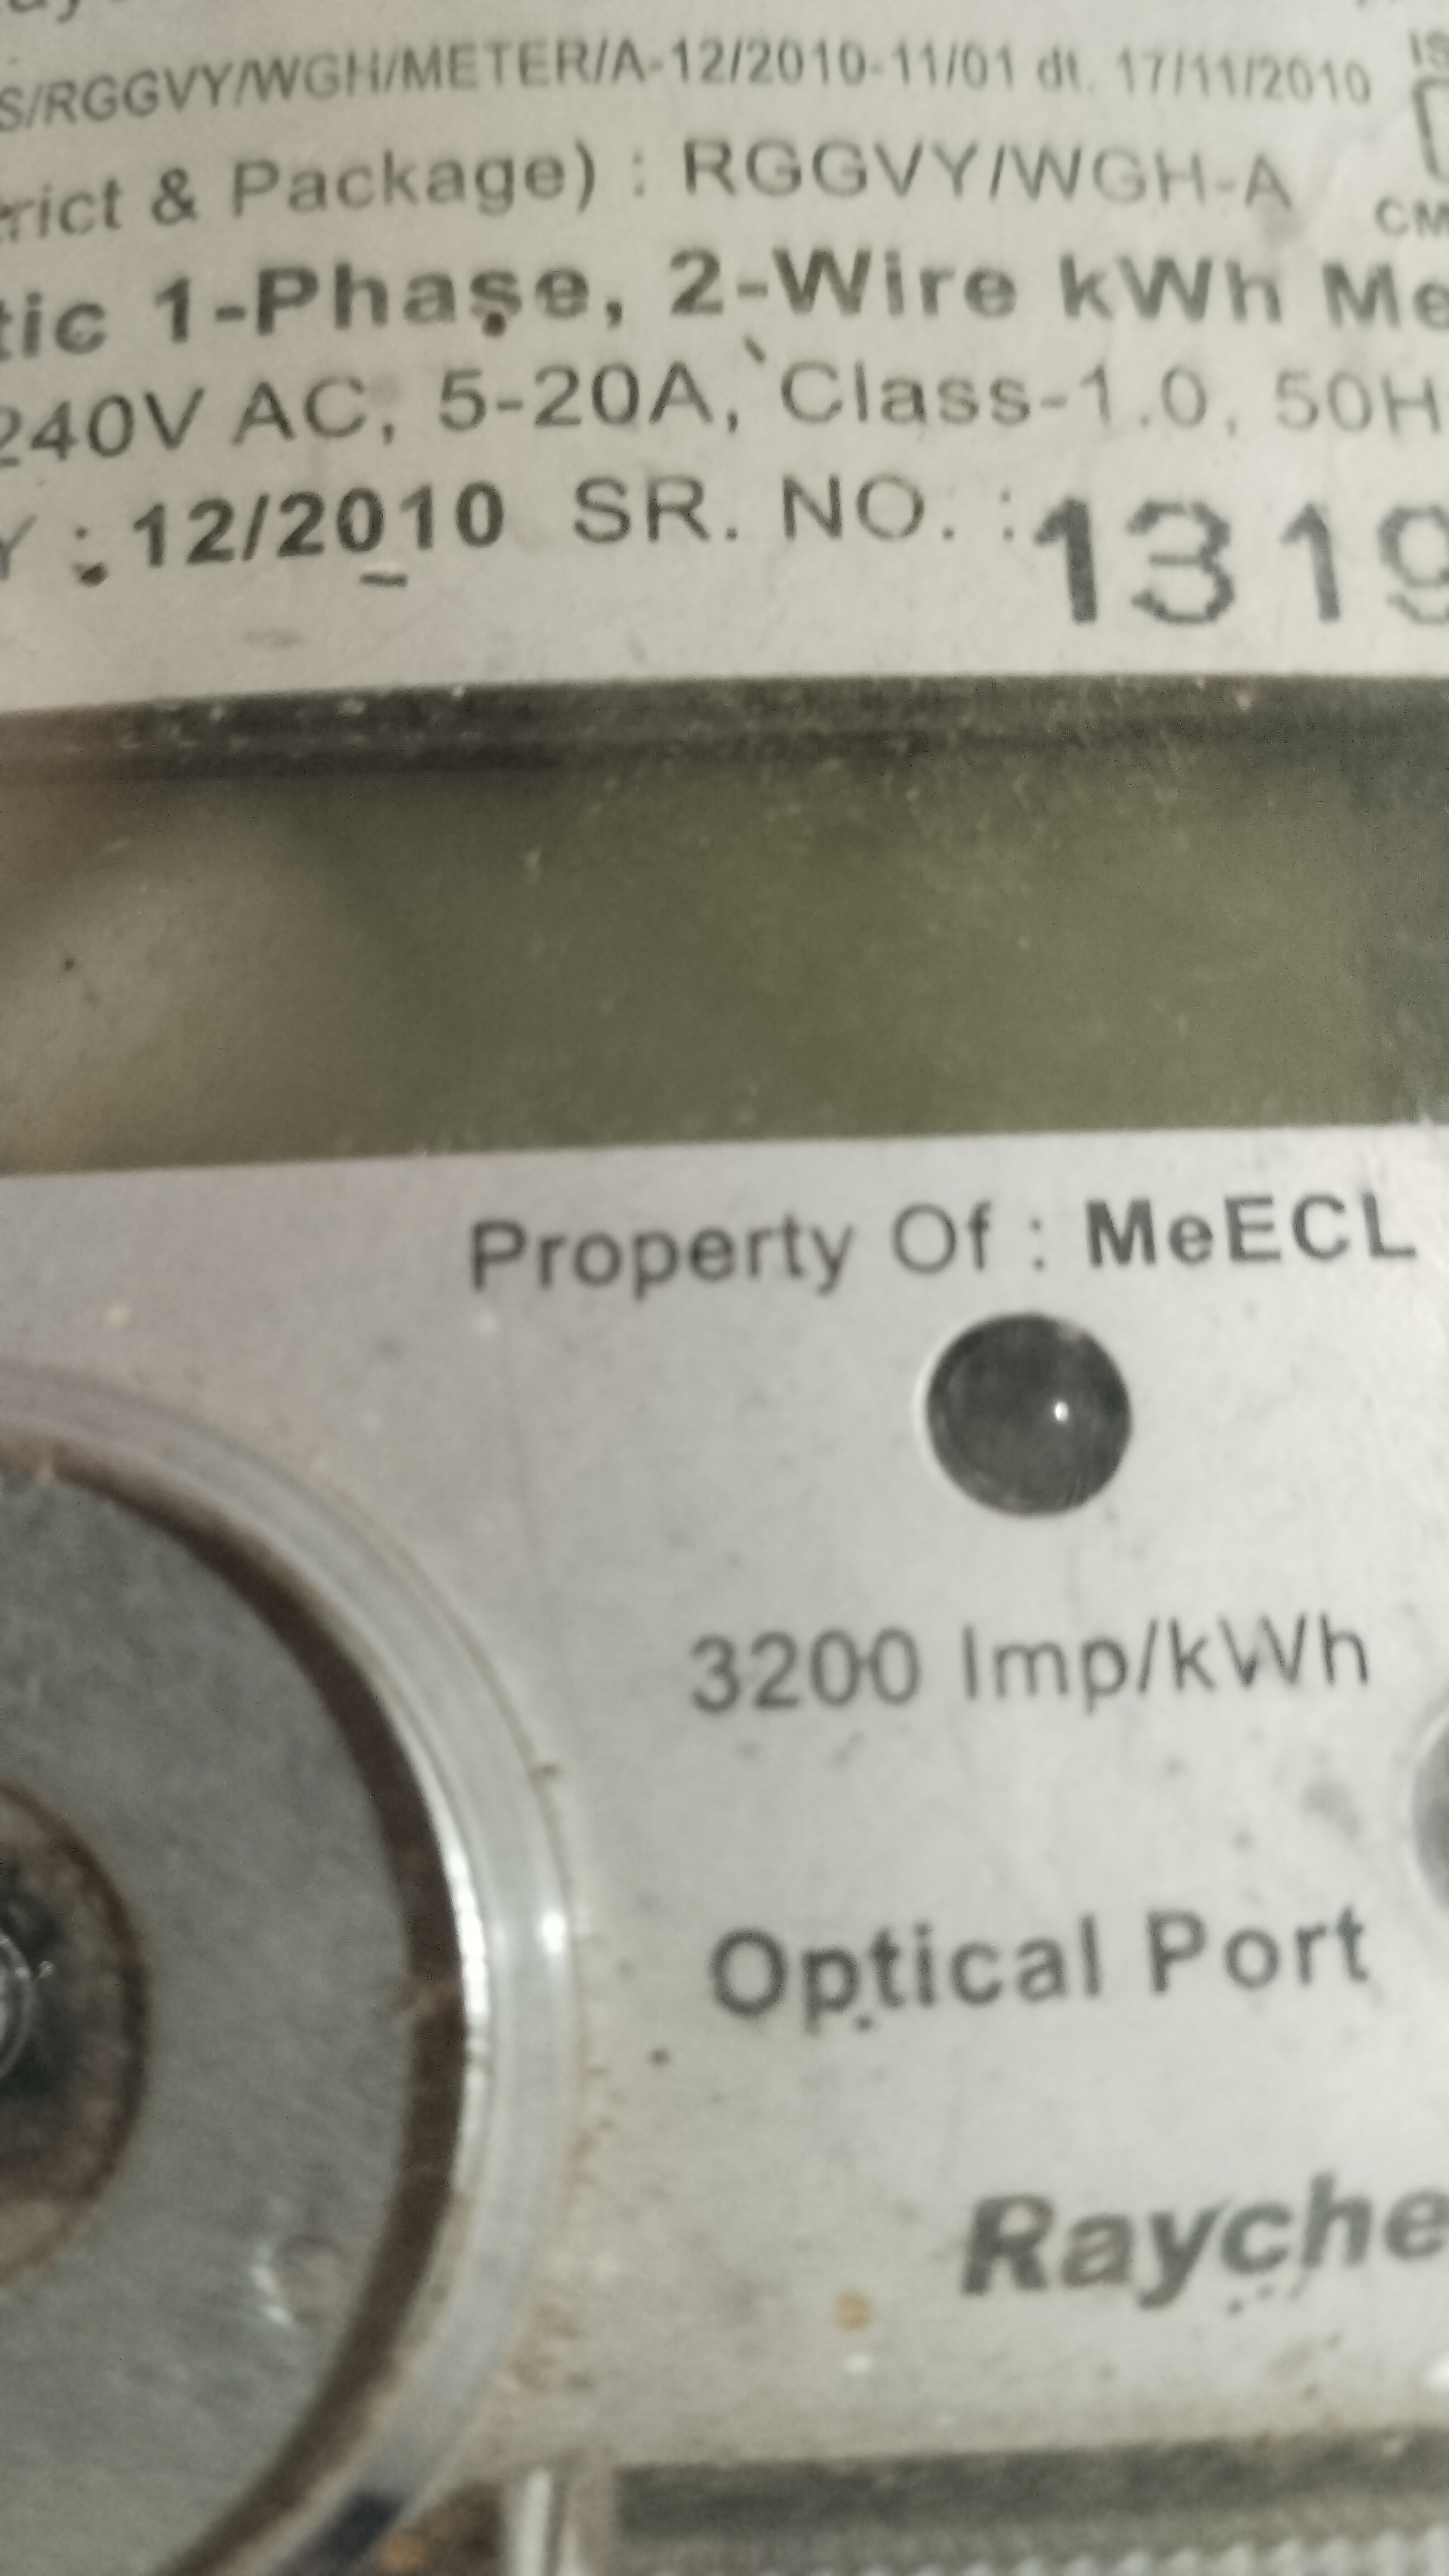 S/RGGVY/WGH/METER/A-12/2010-11/01 dt. 17/11/2010
IS
rict & Package) : RGGVY/WGH-A
CM
tic 1-Phase, 2-Wire kWh Me
240V AC, 5-20A, Class-1.0, 50H
Y : 12/2010 SR. NO. : 1319
Property Of : MeECL
3200 Imp/kWh
Optical Port
Rayche